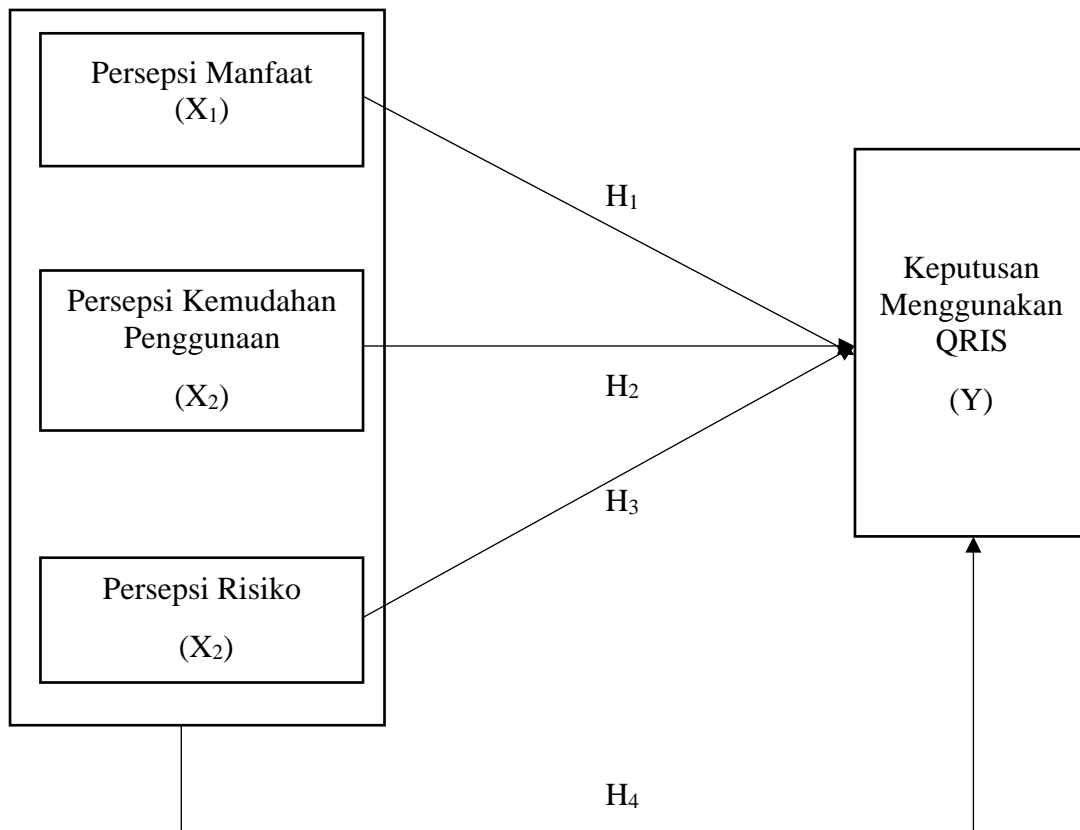 Persepsi Manfaat
(X₁)
H₁
Persepsi Kemudahan
Penggunaan
(X₂)
H₂
Keputusan
Menggunakan
QRIS
(Y)
H₃
Persepsi Risiko
(X₂)
H₄